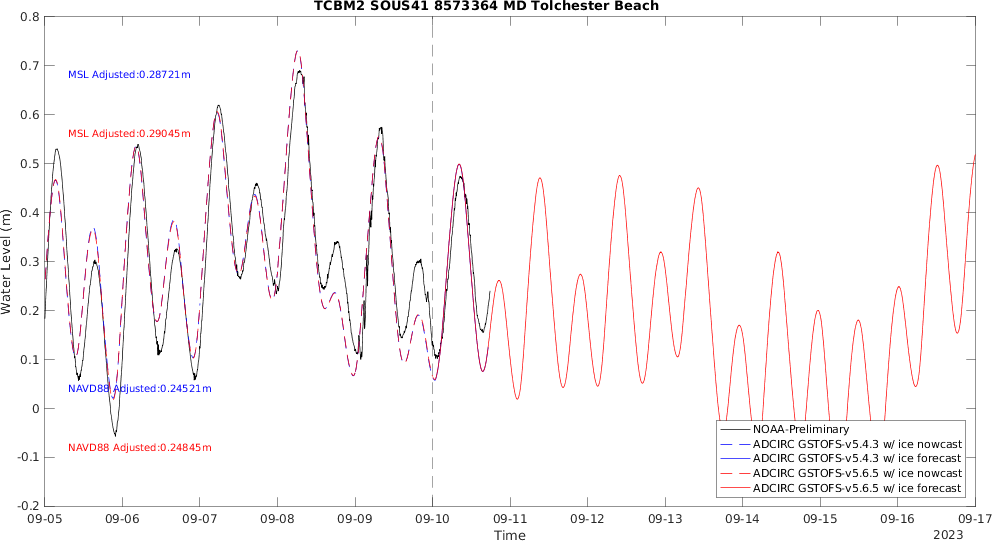 TCBM2 SOUS41 8573364 MD Tolchester Beach
0.8
0.7
0.6
0.5
0.4
0.3
0.2
0.1
0
-0.1
-0.2
Water Level (m)
MSL Adjusted:0.28721m
MSL Adjusted:0.29045m
NAVD88 Adjusted:0.24521m
NAVD88 Adjusted:0.24845m
NOAA-Preliminary
ADCIRC GSTOFS-v5.4.3 w/ ice nowcast
ADCIRC GSTOFS-v5.4.3 w/ ice forecast
ADCIRC GSTOFS-v5.6.5 w/ ice nowcast
ADCIRC GSTOFS-v5.6.5 w/ ice forecast
09-05 09-06 09-07 09-08 09-09 09-10 09-11 09-12 09-13 09-14 09-15 09-16 09-17
Time
2023